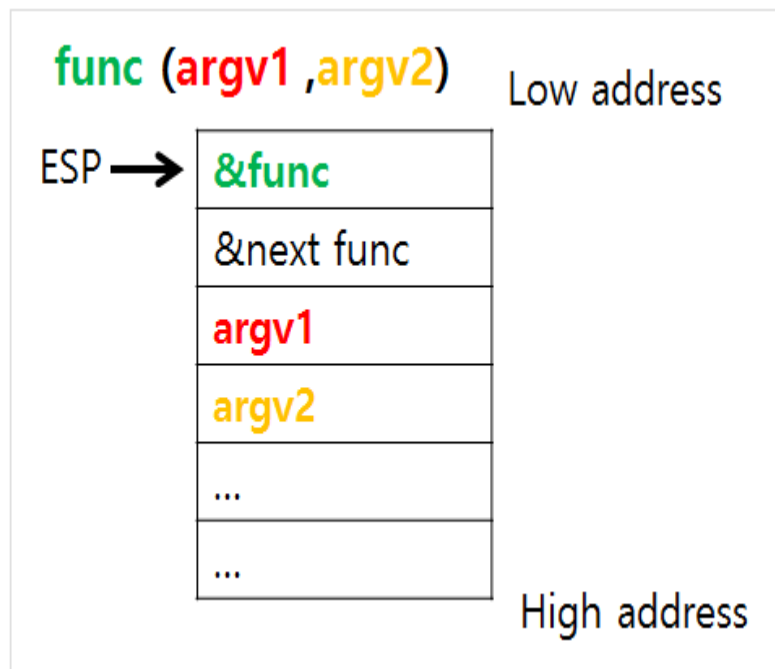 func (argv1 ,argv2)
Low address
ESP
&func
&next func
argv1
argv2
...
...
High address